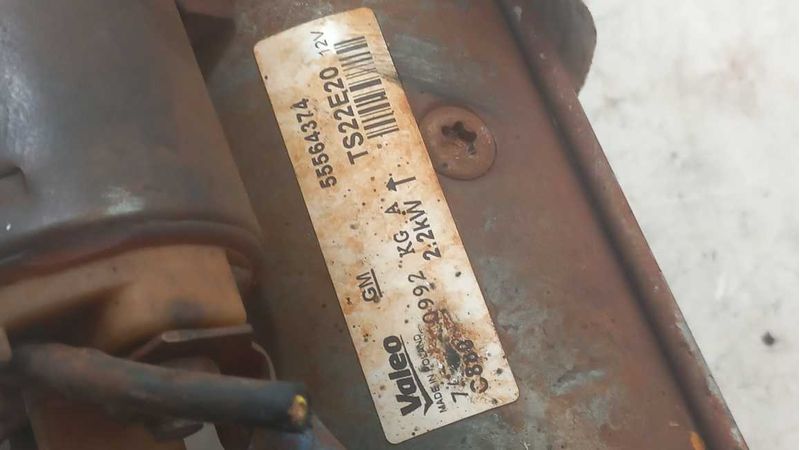 55564374
TS22E20 12V
GM
KG A
2.2kW
Valeo
MADE IN POLAND
0992